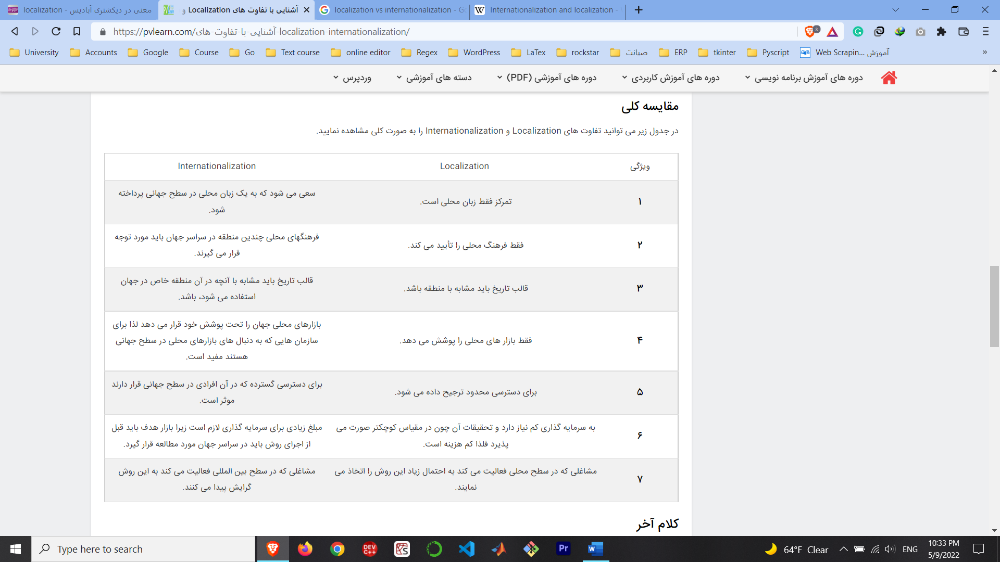 localization - معنی در دیکشنری آبادیس
آشنایی با تفاوت های Localization و
localization vs internationalization - Go
Internationalization and localization -
https://pvlearn.com/آشنایی-با-تفاوت-های-localization-internationalization/
3
University
Accounts
Google
Course
Go
Text course
online editor
Regex
WordPress
LaTex
rockstar
صیانت
ERP
tkinter
Pyscript
آموزش Web Scrapin...
»
دوره های آموزش برنامه نویسی
دوره های آموزش کاربردی
دوره های آموزشی (PDF)
دسته های آموزشی
وردپرس
مقایسه کلی
در جدول زیر می توانید تفاوت های Localization و Internationalization را به صورت کلی مشاهده نمایید.
ویژگی
Localization
Internationalization
۱
تمرکز فقط زبان محلی است.
سعی می شود که به یک زبان محلی در سطح جهانی پرداخته
شود.
۲
فقط فرهنگ محلی را تأیید می کند.
فرهنگهای محلی چندین منطقه در سراسر جهان باید مورد توجه
قرار می گیرند.
۳
قالب تاریخ باید مشابه با منطقه باشد.
قالب تاریخ باید مشابه با آنچه در آن منطقه خاص در جهان
استفاده می شود، باشد.
۴
فقط بازار های محلی را پوشش می دهد.
بازارهای محلی جهان را تحت پوشش خود قرار می دهد لذا برای
سازمان هایی که به دنبال های بازارهای محلی در سطح جهانی
هستند مفید است.
۵
برای دسترسی محدود ترجیح داده می شود.
برای دسترسی گسترده که در آن افرادی در سطح جهانی قرار دارند
موثر است.
۶
به سرمایه گذاری کم نیاز دارد و تحقیقات آن چون در مقیاس کوچکتر صورت می
پذیرد فلذا کم هزینه است.
مبلغ زیادی برای سرمایه گذاری لازم است زیرا بازار هدف باید قبل
از اجرای روش باید در سراسر جهان مورد مطالعه قرار گیرد.
۷
مشاغلی که در سطح محلی فعالیت می کند به احتمال زیاد این روش را اتخاذ می
نمایند.
مشاغلی که در سطح بین المللی فعالیت می کند به این روش
گرایش پیدا می کنند.
کلام آخر
Type here to search
DEV C++
Pr
W
64°F Clear
ENG
10:33 PM
5/9/2022